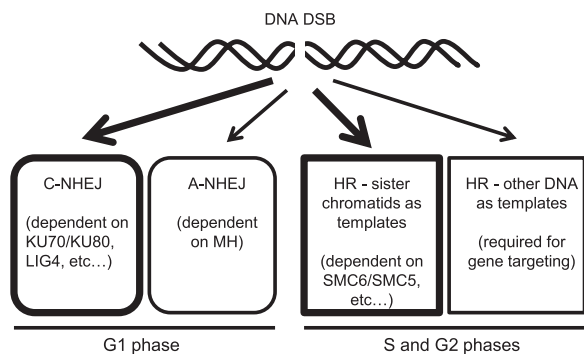 DNA DSB
C-NHEJ
(dependent on
KU70/KU80,
LIG4, etc...)
A-NHEJ
(dependent
on MH)
HR - sister
chromatids as
templates
(dependent on
SMC6/SMC5,
etc...)
HR - other DNA
as templates
(required for
gene targeting)
G1 phase
S and G2 phases